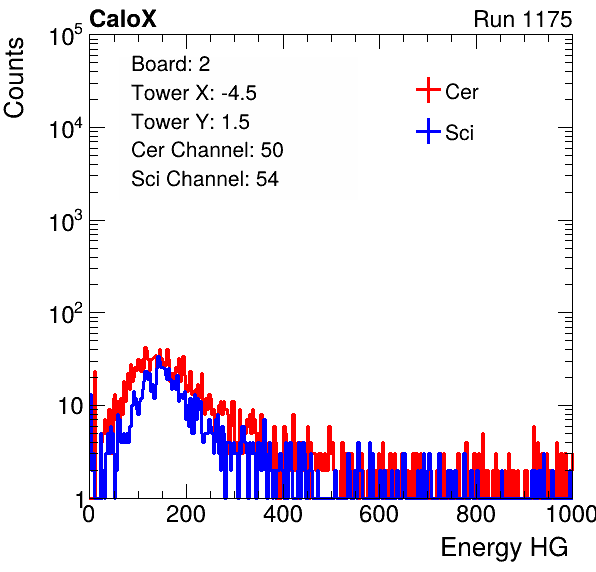 CaloX Run 1175
Counts
10^5
10^4
10^3
10^2
10
1
Board: 2
Tower X: -4.5
Tower Y: 1.5
Cer Channel: 50
Sci Channel: 54
Cer
Sci
0 200 400 600 800 1000
Energy HG